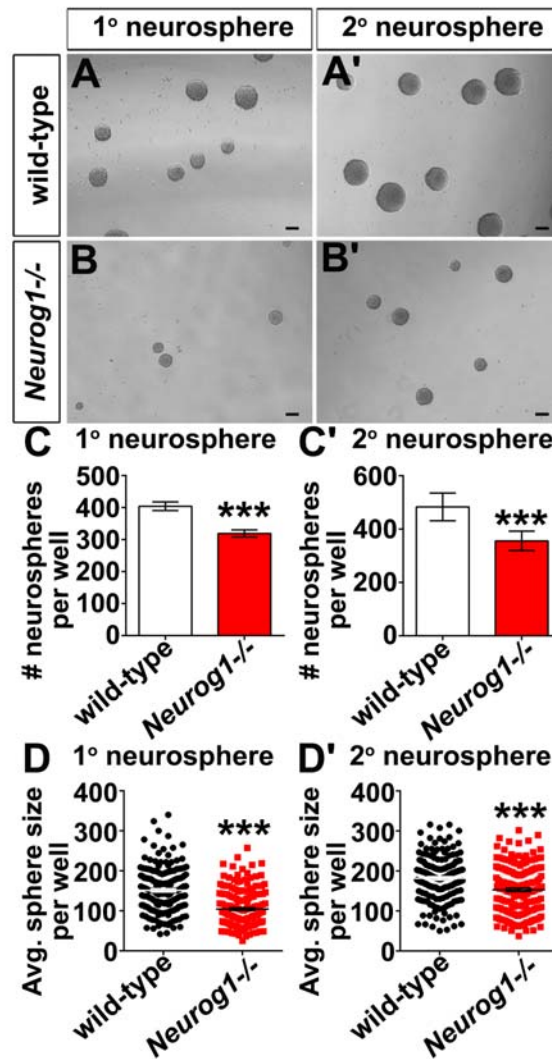 1° neurosphere
2° neurosphere
wild-type
A
A'
Neurog1-/-
B
B'
C 1° neurosphere
# neurospheres
per well
500
400
300
200
100
0
***
wild-type
Neurog1-/-
C' 2° neurosphere
# neurospheres
per well
600
400
200
0
***
wild-type
Neurog1-/-
D 1° neurosphere
Avg. sphere size
per well
400
300
200
100
0
***
wild-type
Neurog1-/-
D' 2° neurosphere
Avg. sphere size
per well
400
300
200
100
0
***
wild-type
Neurog1-/-